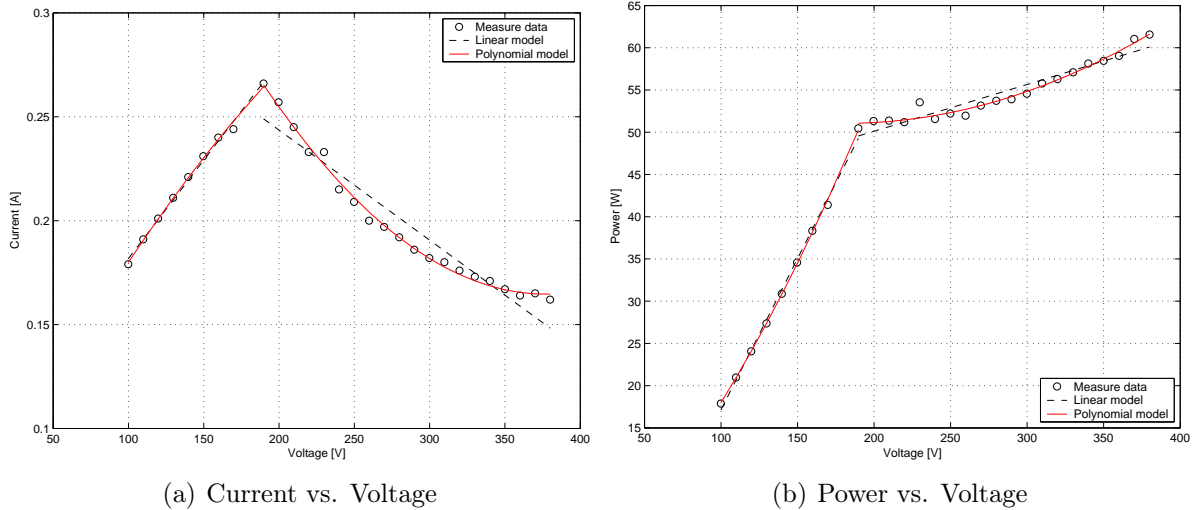 0.3
0.25
0.2
0.15
0.1
Current [A]
50
100
150
200
250
300
350
400
Voltage [V]
Measure data
Linear model
Polynomial model
(a) Current vs. Voltage
65
60
55
50
45
40
35
30
25
20
15
Power [W]
50
100
150
200
250
300
350
400
Voltage [V]
Measure data
Linear model
Polynomial model
(b) Power vs. Voltage